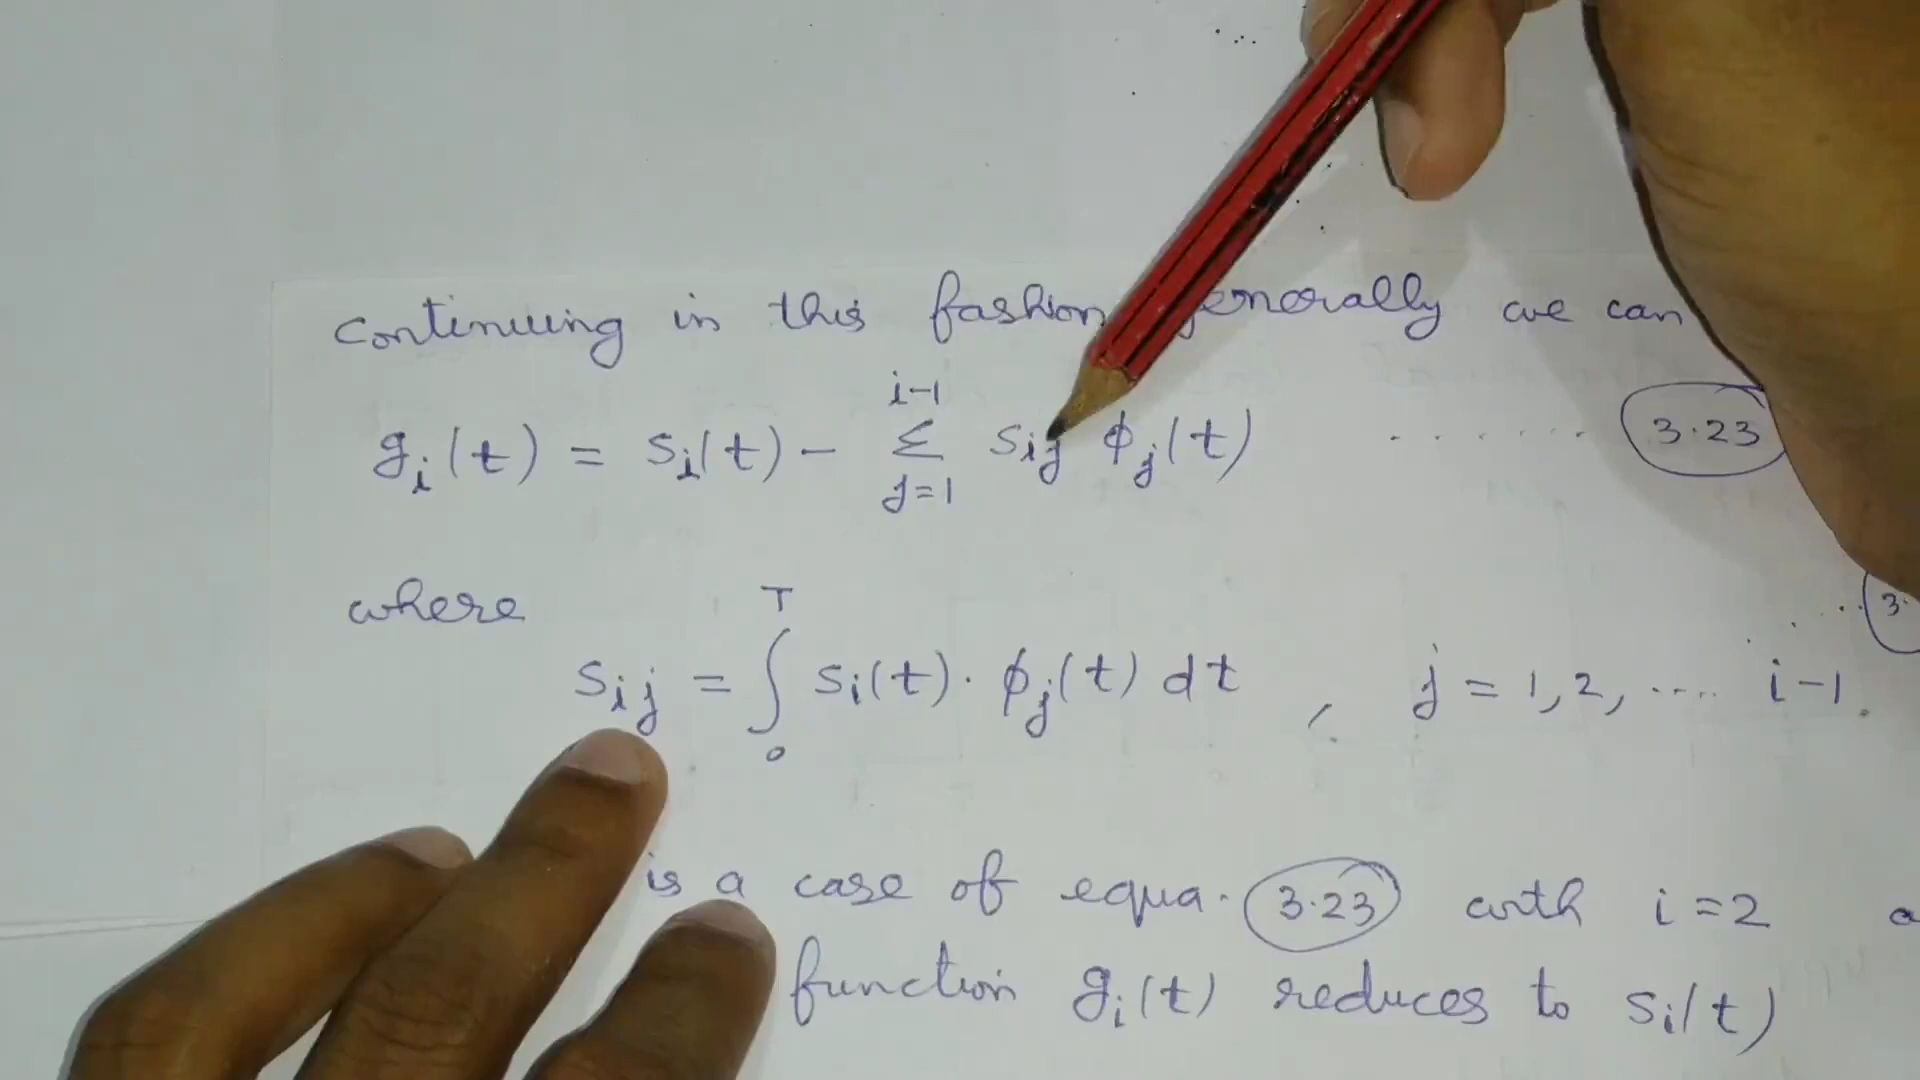 continuing in this fashion generally we can
gᵢ(t) = sᵢ(t) - Σ_{j=1}^{i-1} sᵢⱼ ϕⱼ(t) ....... 3.23
where
sᵢⱼ = ∫₀ᵀ sᵢ(t) · ϕⱼ(t) dt , j = 1, 2, .... i-1.
is a case of equa. 3.23 with i = 2
function gᵢ(t) reduces to sᵢ(t)